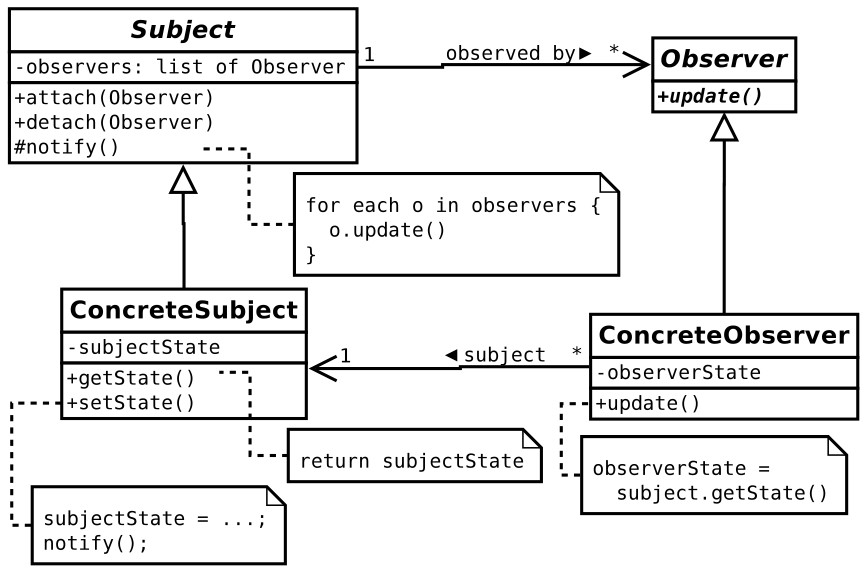 Subject
-observers: list of Observer
+attach(Observer)
+detach(Observer)
#notify()
1
observed by▶
*
Observer
+update()
for each o in observers {
  o.update()
}
ConcreteSubject
-subjectState
+getState()
+setState()
1
◀subject
*
ConcreteObserver
-observerState
+update()
return subjectState
observerState =
  subject.getState()
subjectState = ...;
notify();